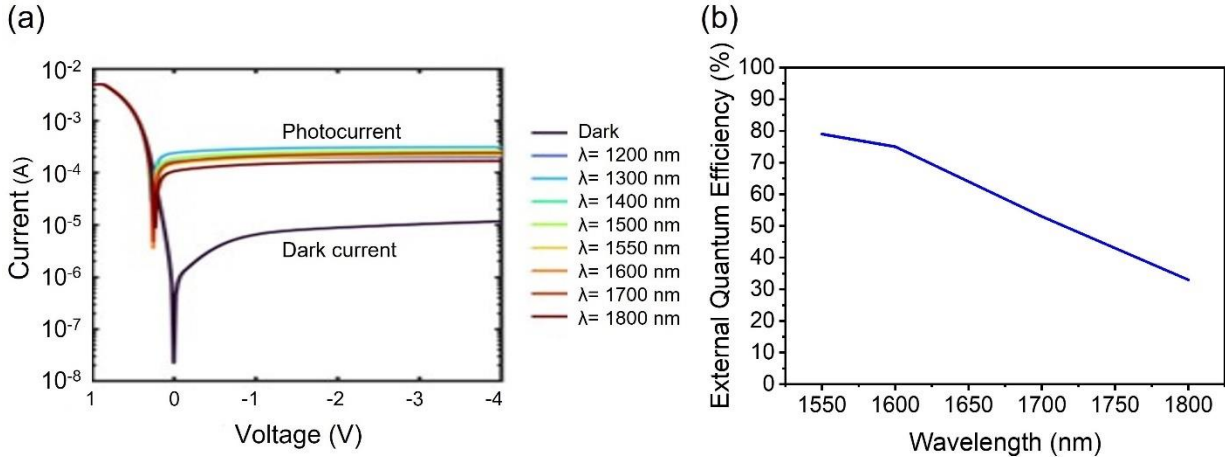 (a)
Current (A)
10-2
10-3
10-4
10-5
10-6
10-7
10-8
Photocurrent
Dark current
1 0 -1 -2 -3 -4
Voltage (V)
Dark
λ= 1200 nm
λ= 1300 nm
λ= 1400 nm
λ= 1500 nm
λ= 1550 nm
λ= 1600 nm
λ= 1700 nm
λ= 1800 nm
(b)
External Quantum Efficiency (%)
100
90
80
70
60
50
40
30
20
10
0
1550 1600 1650 1700 1750 1800
Wavelength (nm)